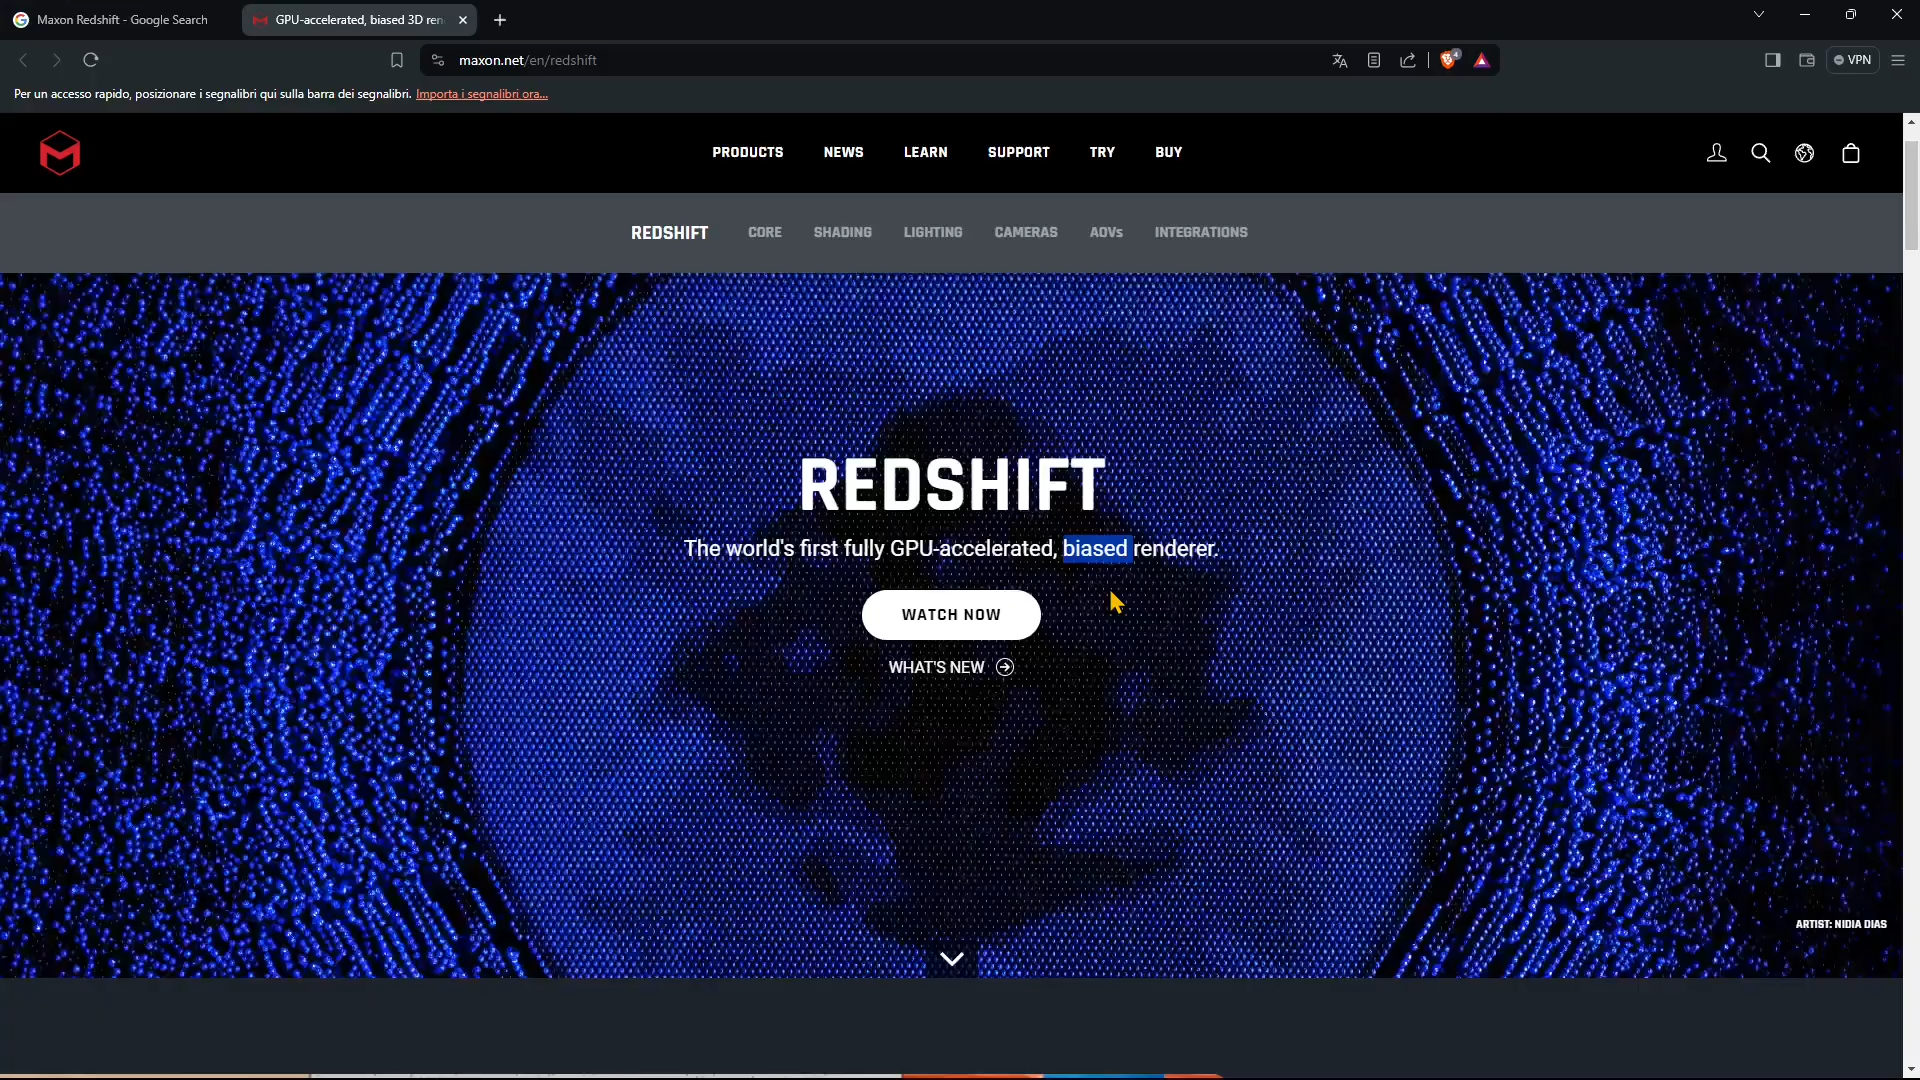 Maxon Redshift - Google Search
GPU-accelerated, biased 3D ren
maxon.net/en/redshift
4
VPN
Per un accesso rapido, posizionare i segnalibri qui sulla barra dei segnalibri. Importa i segnalibri ora...
PRODUCTS NEWS LEARN SUPPORT TRY BUY
REDSHIFT CORE SHADING LIGHTING CAMERAS AOVs INTEGRATIONS
REDSHIFT
The world's first fully GPU-accelerated, biased renderer.
WATCH NOW
WHAT'S NEW
ARTIST: NIDIA DIAS